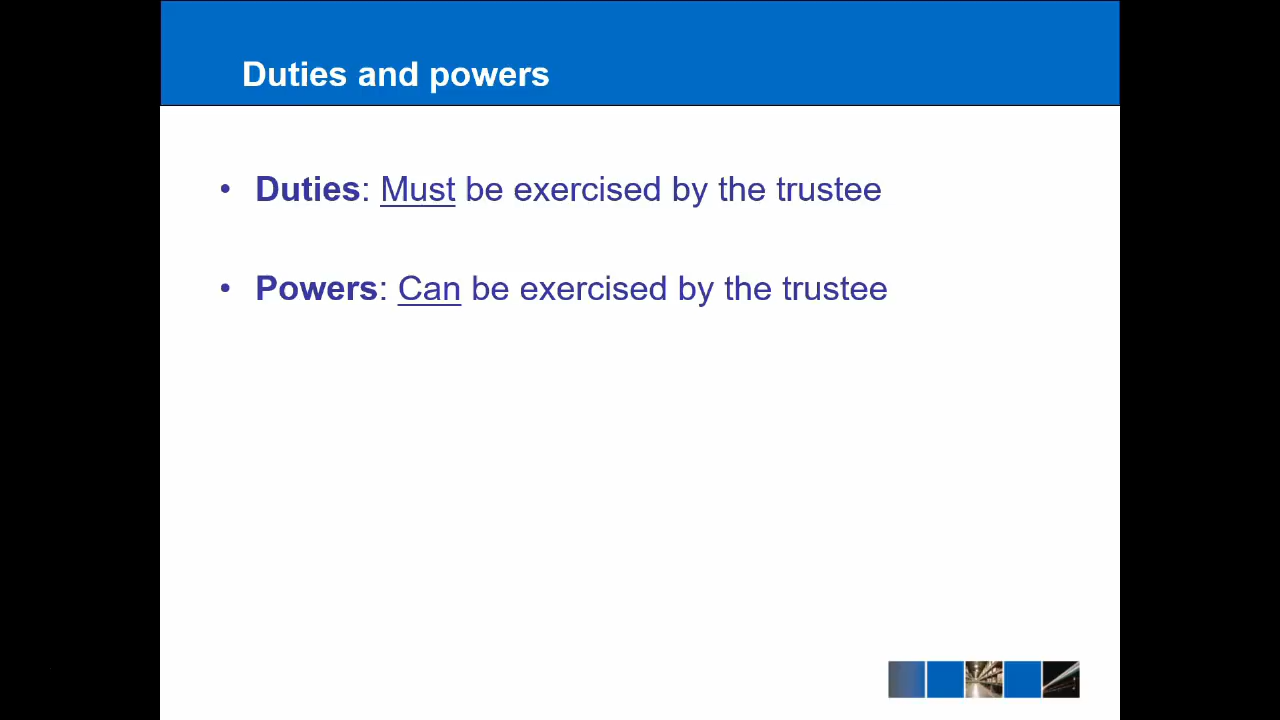 Duties and powers
• Duties: Must be exercised by the trustee
• Powers: Can be exercised by the trustee